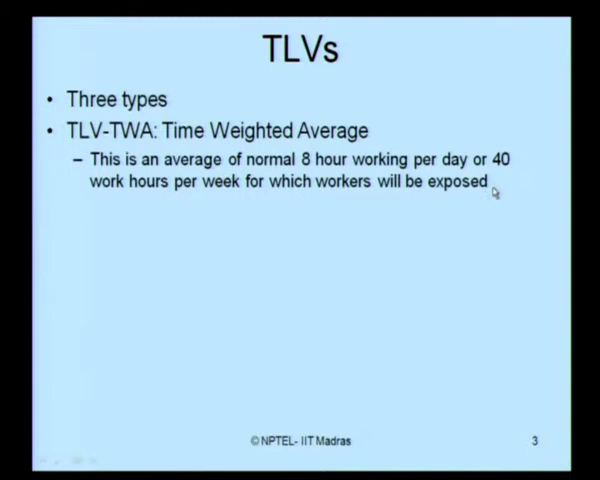 TLVs
• Three types
• TLV-TWA: Time Weighted Average
– This is an average of normal 8 hour working per day or 40
work hours per week for which workers will be exposed
© NPTEL- IIT Madras
3